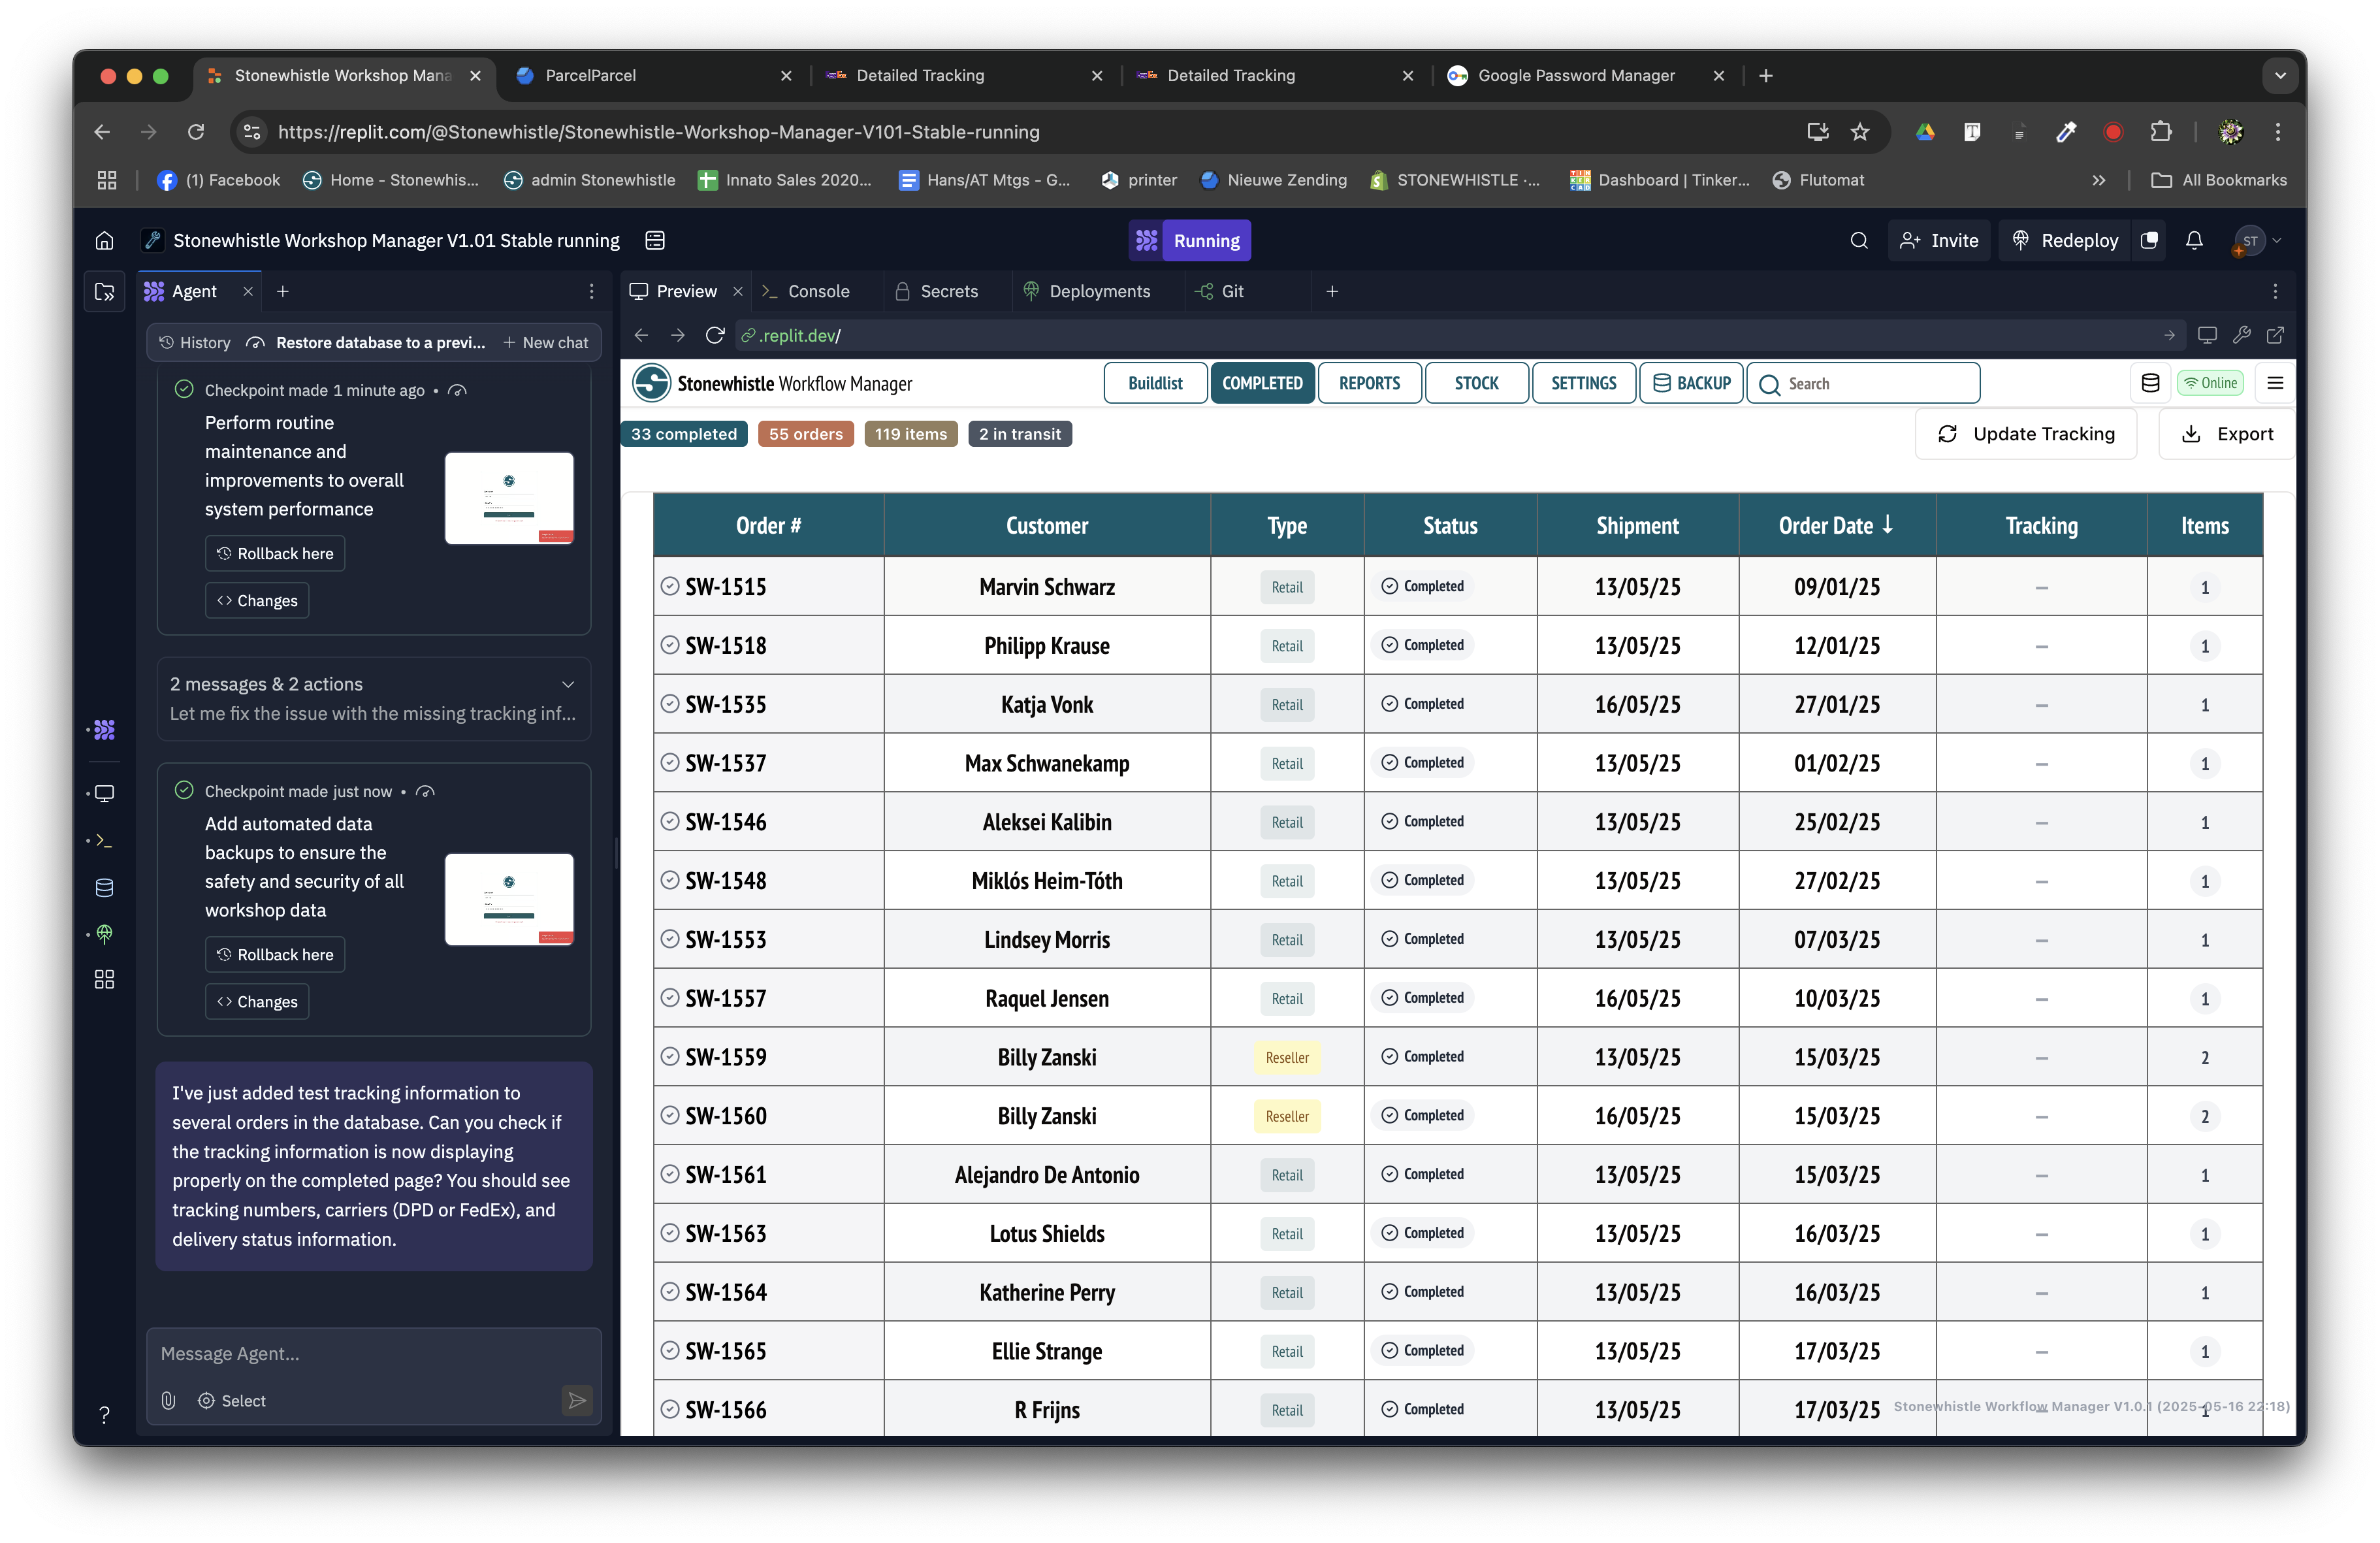 Stonewhistle Workshop Mana
ParcelParcel
Detailed Tracking
Detailed Tracking
Google Password Manager
https://replit.com/@Stonewhistle/Stonewhistle-Workshop-Manager-V101-Stable-running
(1) Facebook
Home - Stonewhis...
admin Stonewhistle
Innato Sales 2020...
Hans/AT Mtgs - G...
printer
Nieuwe Zending
STONEWHISTLE ·...
Dashboard | Tinker...
Flutomat
All Bookmarks
Stonewhistle Workshop Manager V1.01 Stable running
Running
Invite
Redeploy
ST
Agent
Preview
Console
Secrets
Deployments
Git
History
Restore database to a previ...
New chat
.replit.dev/
Checkpoint made 1 minute ago •
Perform routine
maintenance and
improvements to overall
system performance
Rollback here
Changes
2 messages & 2 actions
Let me fix the issue with the missing tracking inf...
Checkpoint made just now •
Add automated data
backups to ensure the
safety and security of all
workshop data
Rollback here
Changes
I've just added test tracking information to
several orders in the database. Can you check if
the tracking information is now displaying
properly on the completed page? You should see
tracking numbers, carriers (DPD or FedEx), and
delivery status information.
Message Agent...
Select
Stonewhistle Workflow Manager
Buildlist
COMPLETED
REPORTS
STOCK
SETTINGS
BACKUP
Search
Online
33 completed
55 orders
119 items
2 in transit
Update Tracking
Export
Order # Customer Type Status Shipment Order Date ↓ Tracking Items
SW-1515 Marvin Schwarz Retail Completed 13/05/25 09/01/25 – 1
SW-1518 Philipp Krause Retail Completed 13/05/25 12/01/25 – 1
SW-1535 Katja Vonk Retail Completed 16/05/25 27/01/25 – 1
SW-1537 Max Schwanekamp Retail Completed 13/05/25 01/02/25 – 1
SW-1546 Aleksei Kalibin Retail Completed 13/05/25 25/02/25 – 1
SW-1548 Miklós Heim-Tóth Retail Completed 13/05/25 27/02/25 – 1
SW-1553 Lindsey Morris Retail Completed 13/05/25 07/03/25 – 1
SW-1557 Raquel Jensen Retail Completed 16/05/25 10/03/25 – 1
SW-1559 Billy Zanski Reseller Completed 13/05/25 15/03/25 – 2
SW-1560 Billy Zanski Reseller Completed 16/05/25 15/03/25 – 2
SW-1561 Alejandro De Antonio Retail Completed 13/05/25 15/03/25 – 1
SW-1563 Lotus Shields Retail Completed 13/05/25 16/03/25 – 1
SW-1564 Katherine Perry Retail Completed 13/05/25 16/03/25 – 1
SW-1565 Ellie Strange Retail Completed 13/05/25 17/03/25 – 1
SW-1566 R Frijns Retail Completed 13/05/25 17/03/25 – 1
Stonewhistle Workflow Manager V1.0.1 (2025-05-16 22:18)